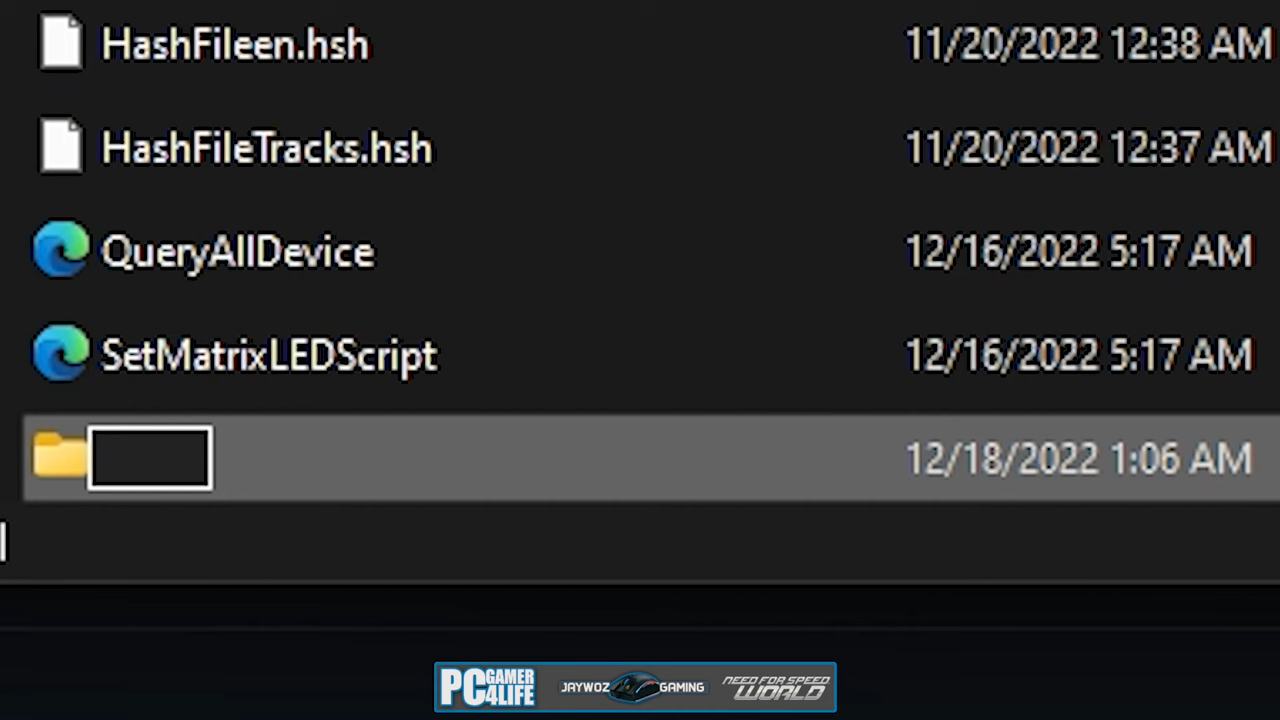 HashFileen.hsh 11/20/2022 12:38 AM
HashFileTracks.hsh 11/20/2022 12:37 AM
QueryAllDevice 12/16/2022 5:17 AM
SetMatrixLEDScript 12/16/2022 5:17 AM
12/18/2022 1:06 AM
PC GAMER 4LIFE JAYWOZ GAMING NEED FOR SPEED WORLD